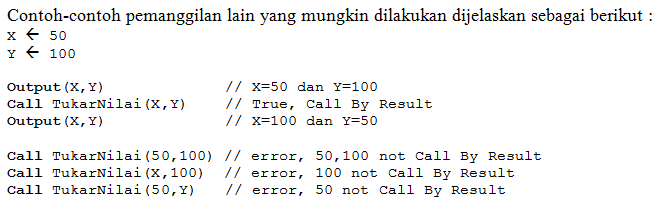 Contoh-contoh pemanggilan lain yang mungkin dilakukan dijelaskan sebagai berikut :
X ← 50
Y ← 100
Output(X,Y) // X=50 dan Y=100
Call TukarNilai(X,Y) // True, Call By Result
Output(X,Y) // X=100 dan Y=50
Call TukarNilai(50,100) // error, 50,100 not Call By Result
Call TukarNilai(X,100) // error, 100 not Call By Result
Call TukarNilai(50,Y) // error, 50 not Call By Result